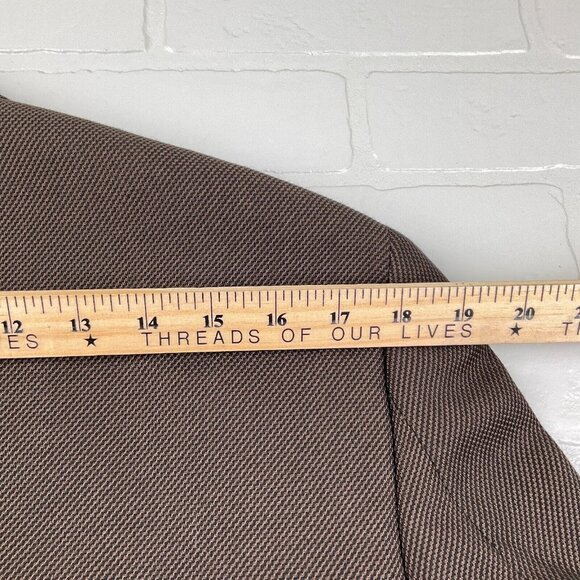 12 13 14 15 16 17 18 19 20
ES ★ THREADS OF OUR LIVES ★ T